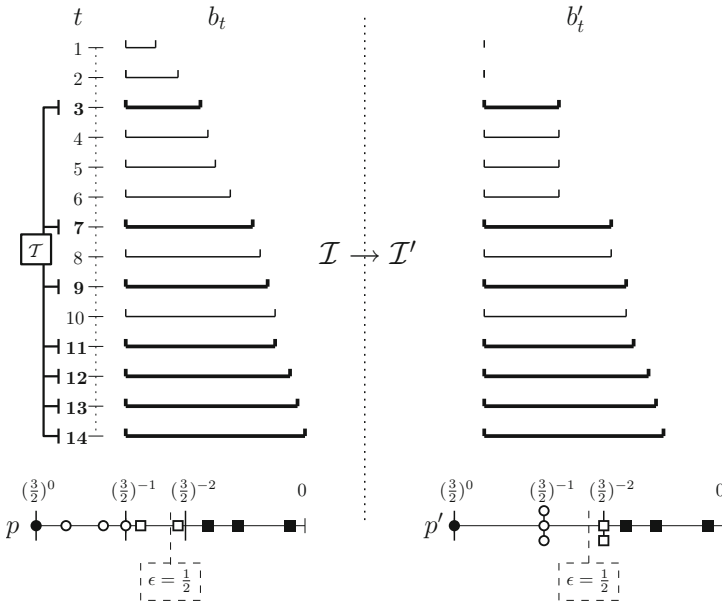 t b_t b′_t
1
2
3
4
5
6
7
𝓘 8 𝓘 → 𝓘′
9
10
11
12
13
14
(3/2)^0 (3/2)^{-1} (3/2)^{-2} 0 (3/2)^0 (3/2)^{-1} (3/2)^{-2} 0
p p′
ϵ = 1/2 ϵ = 1/2